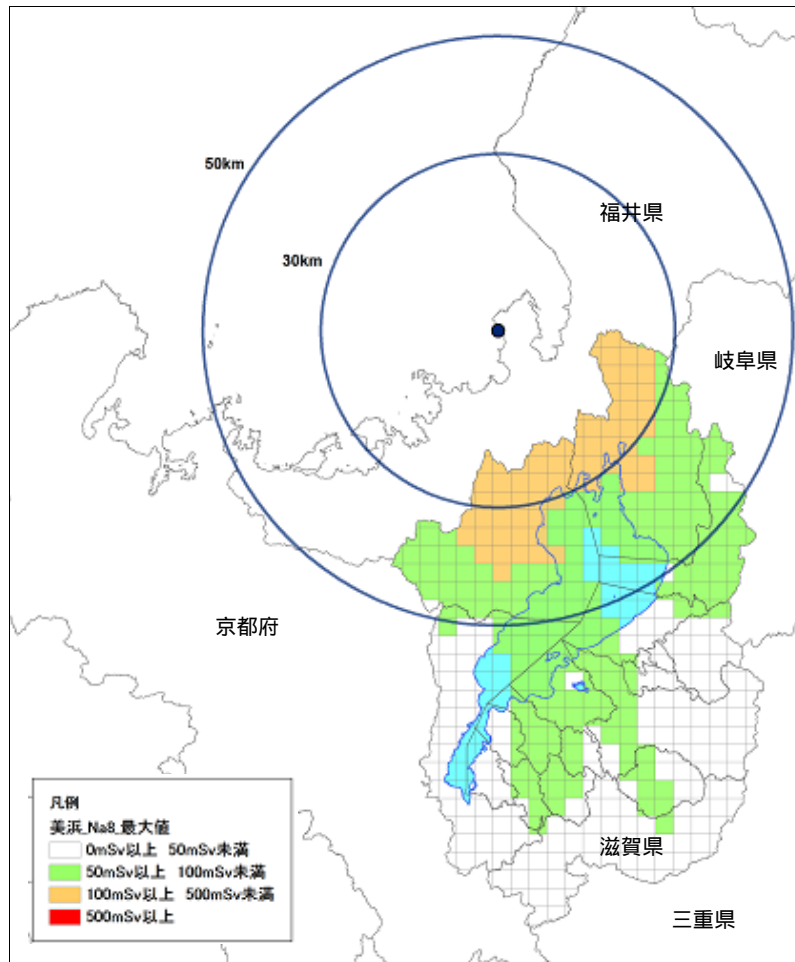 50km
福井県
30km
岐阜県
京都府
凡例
美浜_Na8_最大値
0mSv以上 50mSv未満
50mSv以上 100mSv未満
100mSv以上 500mSv未満
500mSv以上
滋賀県
三重県